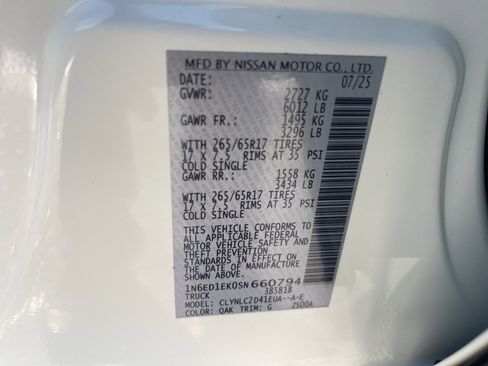 MFD BY NISSAN MOTOR CO., LTD.
DATE: 07/25
GVWR: 2727 KG
6012 LB
GAWR FR.: 1495 KG
3296 LB
WITH 265/65R17 TIRES
17 X 7.5 RIMS AT 35 PSI
COLD SINGLE
GAWR RR.: 1558 KG
3434 LB
WITH 265/65R17 TIRES
17 X 7.5 RIMS AT 35 PSI
COLD SINGLE
THIS VEHICLE CONFORMS TO
ALL APPLICABLE FEDERAL
MOTOR VEHICLE SAFETY AND
THEFT PREVENTION
STANDARDS IN EFFECT ON THE
DATE OF MANUFACTURE
1N6ED1EK0SN660794
TRUCK 385818
MODEL: CLYNLC2D41EUA--A-E
COLOR: QAK TRIM: G 2500A